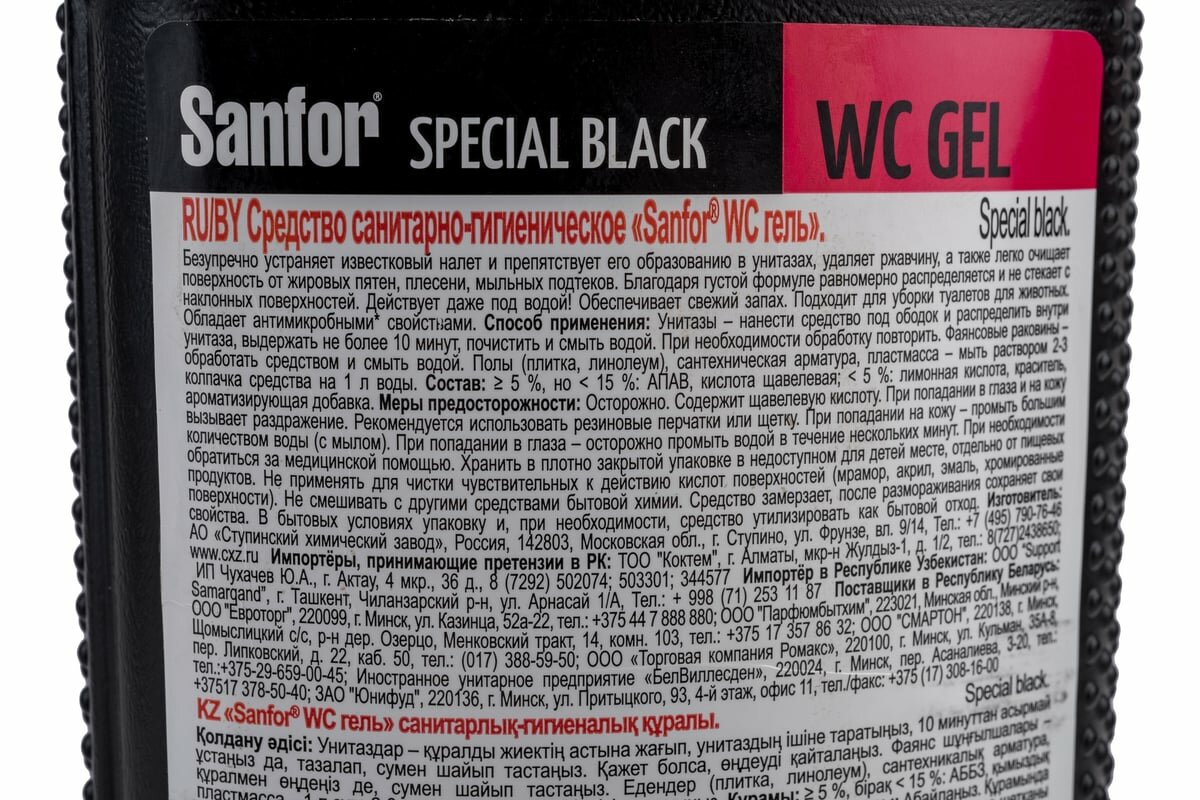 Sanfor® SPECIAL BLACK WC GEL
RU/BY Средство санитарно-гигиеническое «Sanfor® WC гель». Special black.
Безупречно устраняет известковый налет и препятствует его образованию в унитазах, удаляет ржавчину, а также легко очищает
поверхность от жировых пятен, плесени, мыльных подтеков. Благодаря густой формуле равномерно распределяется и не стекает с
наклонных поверхностей. Действует даже под водой! Обеспечивает свежий запах. Подходит для уборки туалетов для животных.
Обладает антимикробными* свойствами. Способ применения: Унитазы – нанести средство под ободок и распределить внутри
унитаза, выдержать не более 10 минут, почистить и смыть водой. При необходимости обработку повторить. Фаянсовые раковины –
обработать средством и смыть водой. Полы (плитка, линолеум), сантехническая арматура, пластмасса – мыть раствором 2-3
колпачка средства на 1 л воды. Состав: ≥ 5 %, но < 15 %: АПАВ, кислота щавелевая; < 5 %: лимонная кислота, краситель,
ароматизирующая добавка. Меры предосторожности: Осторожно. Содержит щавелевую кислоту. При попадании в глаза и на кожу
вызывает раздражение. Рекомендуется использовать резиновые перчатки или щетку. При попадании на кожу – промыть большим
количеством воды (с мылом). При попадании в глаза – осторожно промыть водой в течение нескольких минут. При необходимости
обратиться за медицинской помощью. Хранить в плотно закрытой упаковке в недоступном для детей месте, отдельно от пищевых
продуктов. Не применять для чистки чувствительных к действию кислот поверхностей (мрамор, акрил, эмаль, хромированные
поверхности). Не смешивать с другими средствами бытовой химии. Средство замерзает, после размораживания сохраняет свои
свойства. В бытовых условиях упаковку и, при необходимости, средство утилизировать как бытовой отход. Изготовитель:
АО «Ступинский химический завод», Россия, 142803, Московская обл., г. Ступино, ул. Фрунзе, вл. 9/14, Тел.: +7 (495) 790-76-46
www.cxz.ru Импортёры, принимающие претензии в РК: ТОО "Коктем", г. Алматы, мкр-н Жулдыз-1, д. 1/2, тел.: 8(727)2438650;
ИП Чухачев Ю.А., г. Актау, 4 мкр., 36 д., 8 (7292) 502074; 503301; 344577 Импортёр в Республике Узбекистан: ООО "Support
Samarqand", г. Ташкент, Чиланзарский р-н, ул. Арнасай 1/А, Тел.: + 998 (71) 253 11 87 Поставщики в Республику Беларусь:
ООО "Евроторг", 220099, г. Минск, ул. Казинца, 52а-22, тел.: +375 44 7 888 880; ООО "Парфюмбытхим", 223021, Минская обл., Минский р-н,
Щомыслицкий с/с, р-н дер. Озерцо, Менковский тракт, 14, комн. 103, тел.: +375 17 357 86 32; ООО "СМАРТОН", 220138, г. Минск,
пер. Липковский, д. 22, каб. 50, тел.: (017) 388-59-50; ООО «Торговая компания Ромакс», 220100, г. Минск, ул. Кульман, 35А-8,
тел.:+375-29-659-00-45; Иностранное унитарное предприятие «БелВиллесден», 220024, г. Минск, пер. Асаналиева, 3-20, тел.:
+37517 378-50-40; ЗАО "Юнифуд", 220136, г. Минск, ул. Притыцкого, 93, 4-й этаж, офис 11, тел./факс: +375 (17) 308-16-00
KZ «Sanfor® WC гель» санитарлық-гигиеналық құралы. Special black.
Қолдану әдісі: Унитаздар – құралды жиектің астына жағып, унитаздың ішіне таратыңыз, 10 минуттан асырмай
ұстаңыз да, тазалап, сумен шайып тастаңыз. Қажет болса, өңдеуді қайталаңыз. Фаянс шұңғылшалары –
құралмен өңдеңіз де, сумен шайып тастаңыз. Едендер (плитка, линолеум), сантехникалық арматура,
пластмасса – Құрамы: ≥ 5 %, бірақ < 15 %: АББЗ, қымыздық